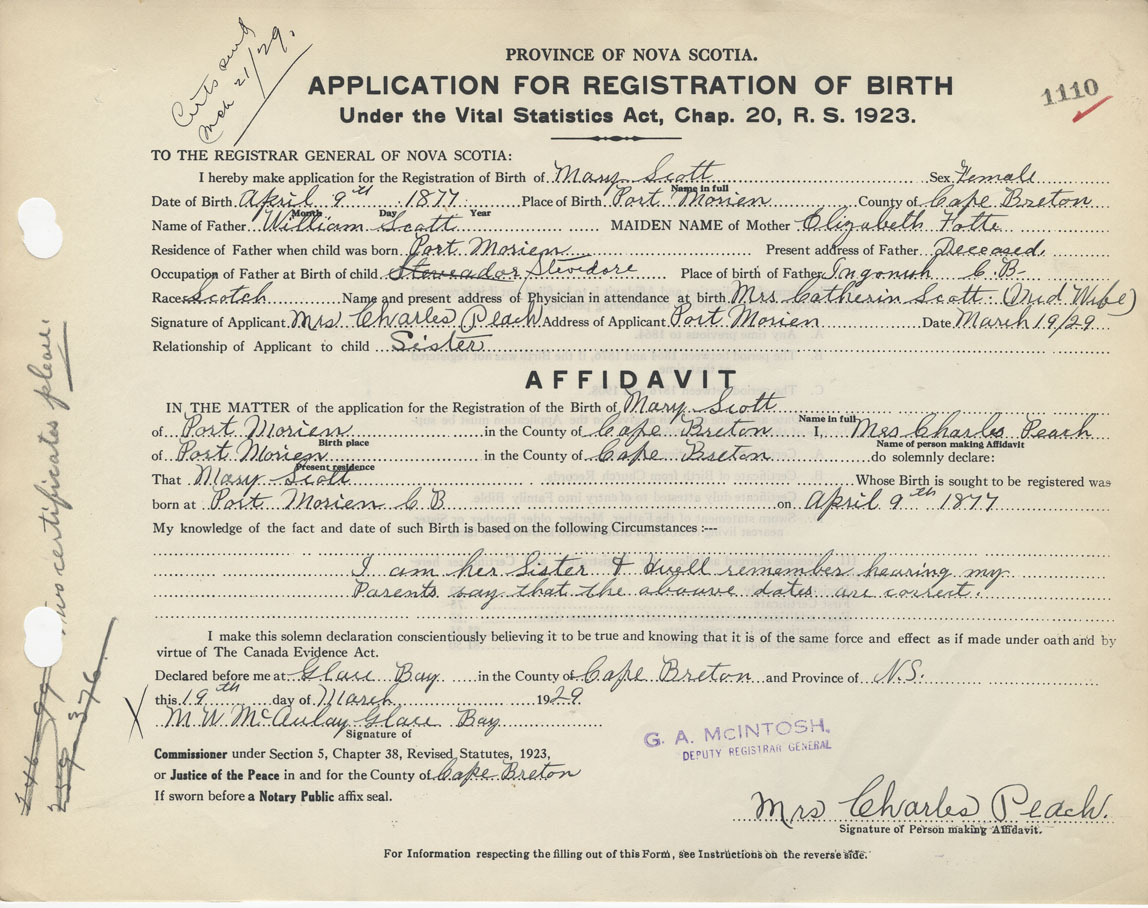 Certs sent
Mch 21/29.
PROVINCE OF NOVA SCOTIA.
APPLICATION FOR REGISTRATION OF BIRTH
1110
Under the Vital Statistics Act, Chap. 20, R. S. 1923.
TO THE REGISTRAR GENERAL OF NOVA SCOTIA:
I hereby make application for the Registration of Birth of Mary Scott Sex Female
Name in full
Date of Birth April 9th 1877 Place of Birth Port Morien County of Cape Breton
Month Day Year
Name of Father William Scott MAIDEN NAME of Mother Elizabeth Fotte
Residence of Father when child was born Port Morien Present address of Father Deceased.
Occupation of Father at Birth of child Steveador Stevidore Place of birth of Father Ingonish C.B.
Race Scotch Name and present address of Physician in attendance at birth Mrs Catherin Scott. (Mid Wife)
Signature of Applicant Mrs Charles Peach Address of Applicant Port Morien Date March 19/29
Relationship of Applicant to child Sister
AFFIDAVIT
IN THE MATTER of the application for the Registration of the Birth of Mary Scott
Name in full
of Port Morien in the County of Cape Breton I, Mrs Charles Peach
Birth place Name of person making Affidavit
of Port Morien in the County of Cape Breton do solemnly declare:
Present residence
That Mary Scott Whose Birth is sought to be registered was
born at Port Morien C B on April 9th 1877
My knowledge of the fact and date of such Birth is based on the following Circumstances :---
I am her Sister & I well remember hearing my
Parents say that the abouve dates are correct.
I make this solemn declaration conscientiously believing it to be true and knowing that it is of the same force and effect as if made under oath and by
virtue of The Canada Evidence Act.
Declared before me at Glace Bay in the County of Cape Breton and Province of N.S.
this 19th day of March 1929
X M. W. McAulay Glace Bay
Signature of
G. A. McINTOSH,
DEPUTY REGISTRAR GENERAL
Commissioner under Section 5, Chapter 38, Revised Statutes, 1923,
or Justice of the Peace in and for the County of Cape Breton
If sworn before a Notary Public affix seal.
Mrs Charles Peach.
Signature of Person making Affidavit.
For Information respecting the filling out of this Form, see Instructions on the reverse side.
certificates please.